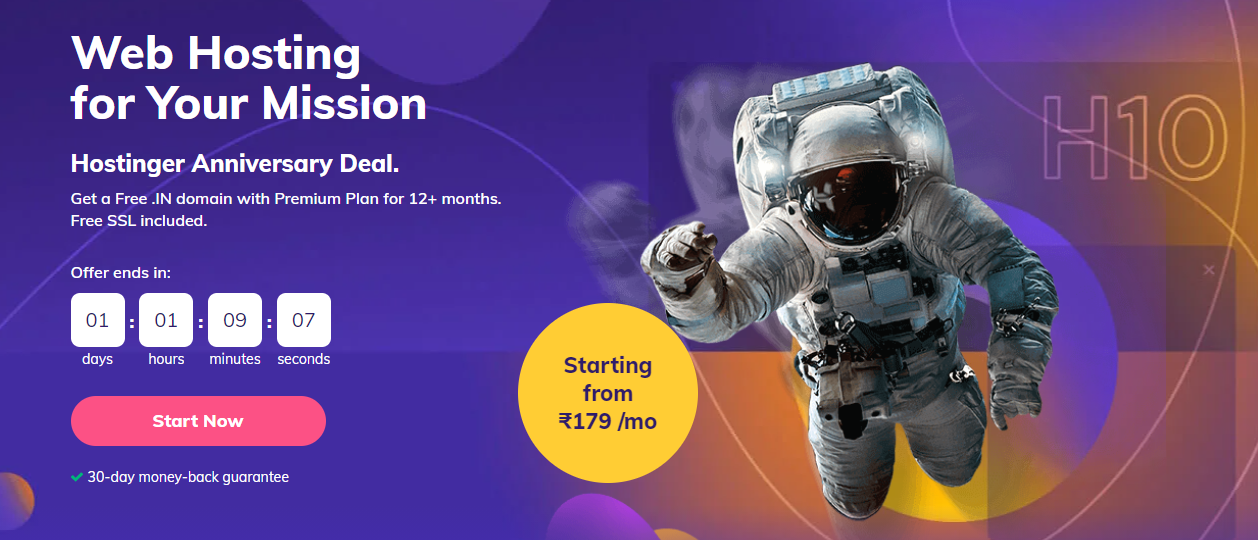 Web Hosting
for Your Mission
Hostinger Anniversary Deal.
Get a Free .IN domain with Premium Plan for 12+ months.
Free SSL included.
Offer ends in:
01 : 01 : 09 : 07
days hours minutes seconds
Start Now
30-day money-back guarantee
Starting
from
₹179 /mo
H10